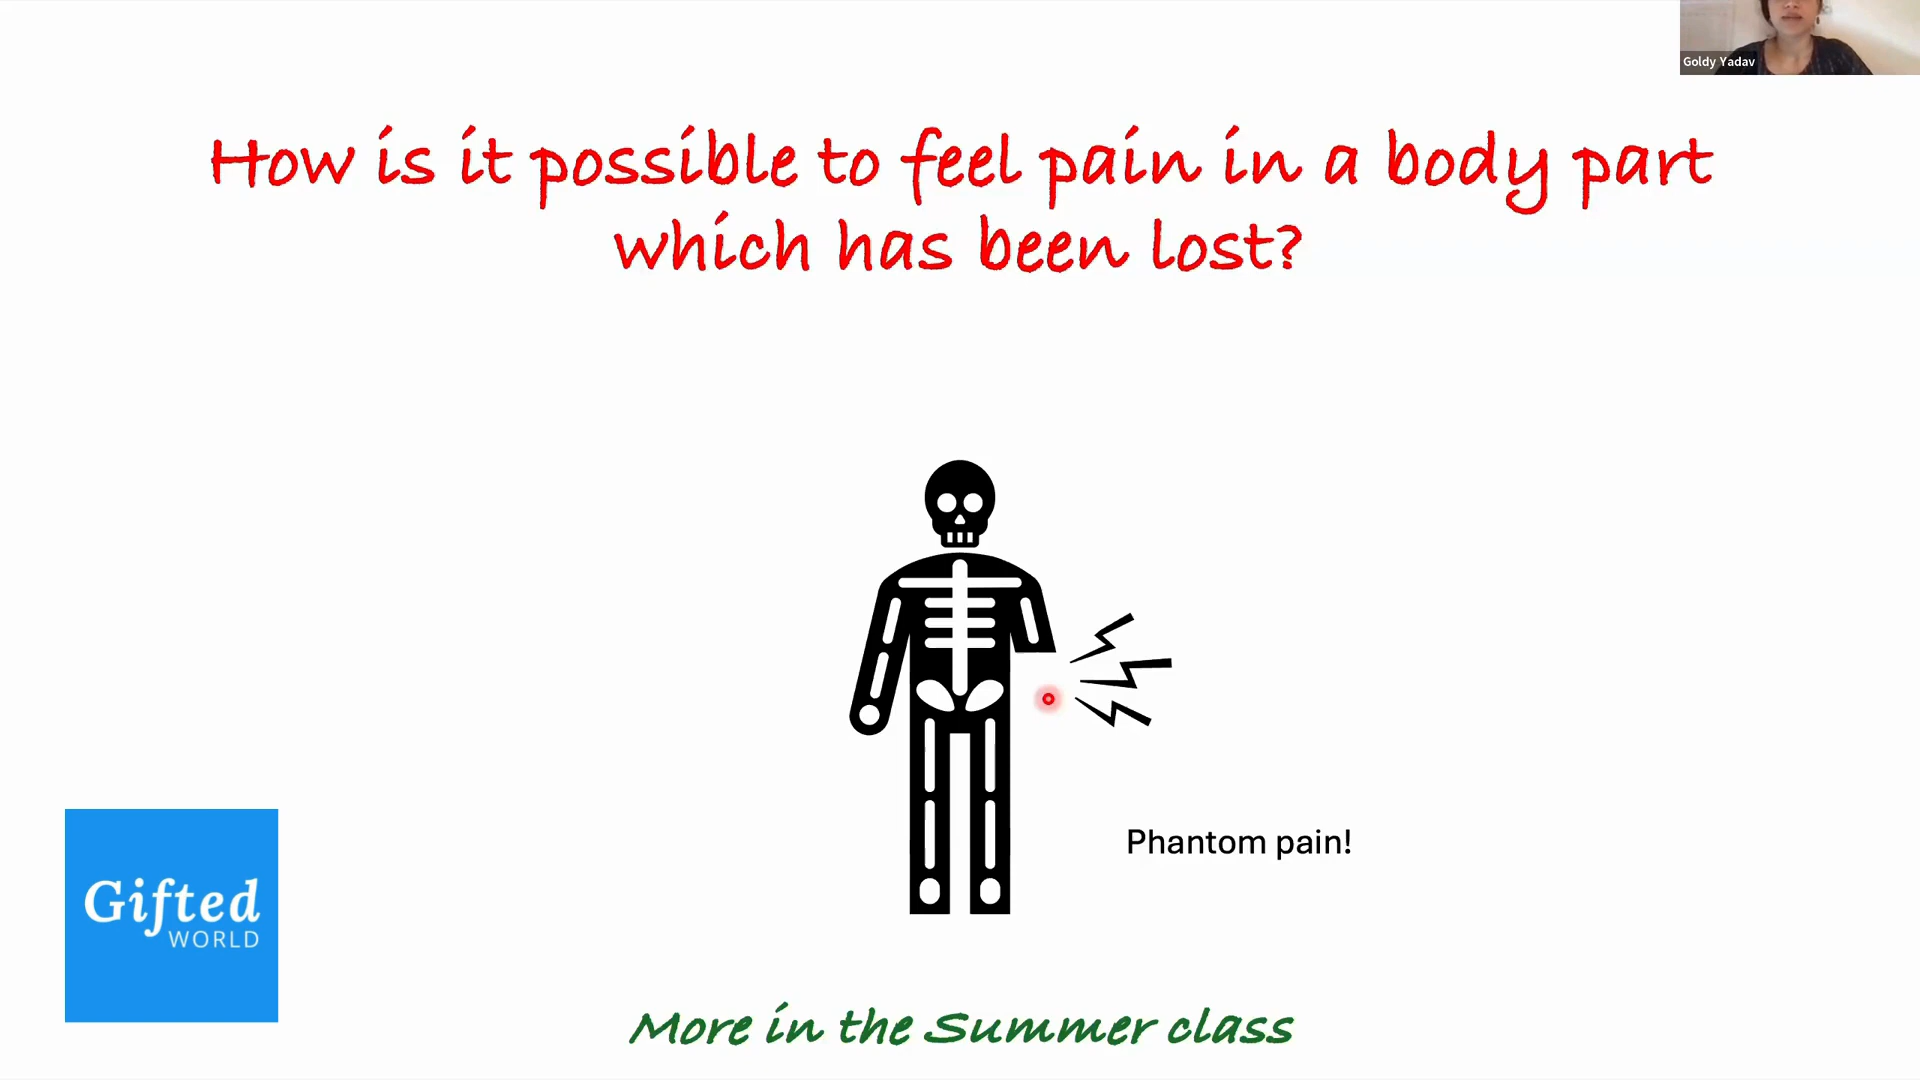 Goldy Yadav
How is it possible to feel pain in a body part
which has been lost?
Phantom pain!
Gifted
WORLD
More in the Summer class